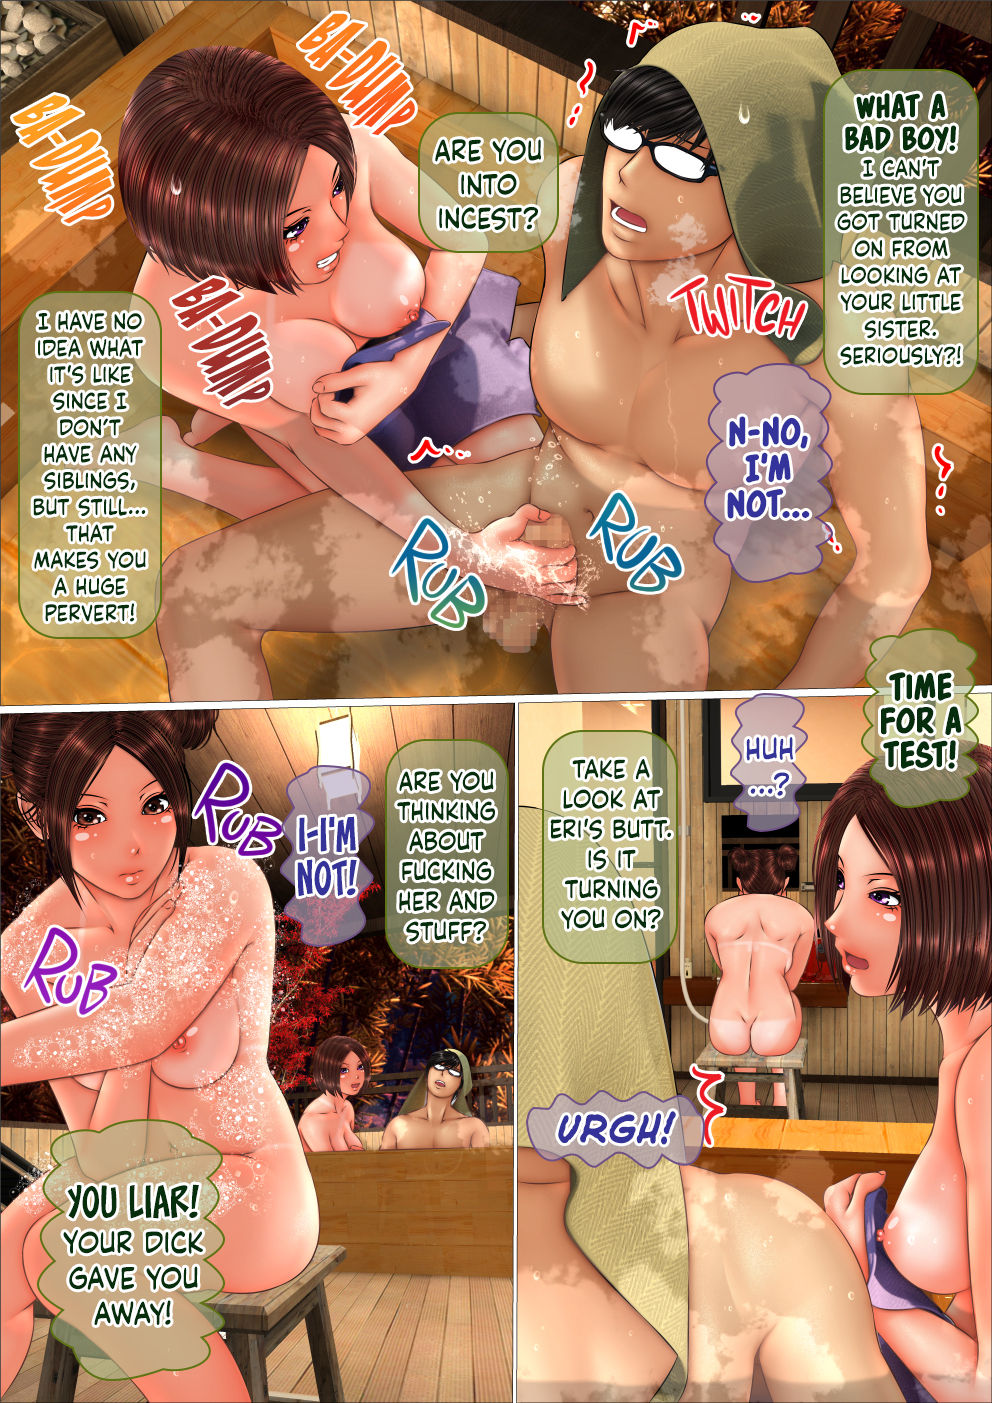 WHAT A
BAD BOY!
I CAN'T
BELIEVE YOU
GOT TURNED
ON FROM
LOOKING AT
YOUR LITTLE
SISTER.
SERIOUSLY?!
ARE YOU
INTO
INCEST?
BA-DUMP
BA-DUMP
BA-DUMP
TWITCH
N-NO,
I'M
NOT...
I HAVE NO
IDEA WHAT
IT'S LIKE
SINCE I
DON'T
HAVE ANY
SIBLINGS,
BUT STILL...
THAT
MAKES YOU
A HUGE
PERVERT!
RUB
RUB
TIME
FOR A
TEST!
HUH
...?
TAKE A
LOOK AT
ERI'S BUTT.
IS IT
TURNING
YOU ON?
URGH!
ARE YOU
THINKING
ABOUT
FUCKING
HER AND
STUFF?
I-I'M
NOT!
RUB
RUB
YOU LIAR!
YOUR DICK
GAVE YOU
AWAY!